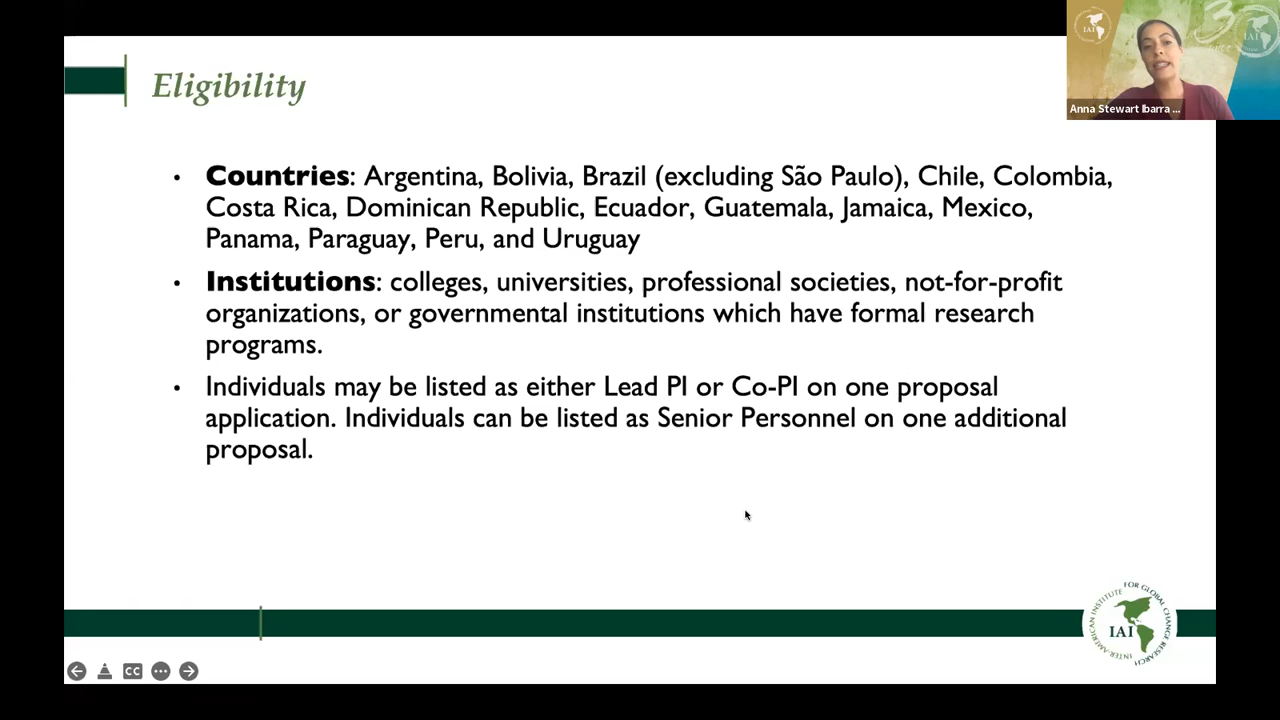 Eligibility
• Countries: Argentina, Bolivia, Brazil (excluding São Paulo), Chile, Colombia,
Costa Rica, Dominican Republic, Ecuador, Guatemala, Jamaica, Mexico,
Panama, Paraguay, Peru, and Uruguay
• Institutions: colleges, universities, professional societies, not-for-profit
organizations, or governmental institutions which have formal research
programs.
• Individuals may be listed as either Lead PI or Co-PI on one proposal
application. Individuals can be listed as Senior Personnel on one additional
proposal.
IAI
30
IAI
Anna Stewart Ibarra ...
INTER-AMERICAN INSTITUTE FOR GLOBAL CHANGE RESEARCH
IAI
CC